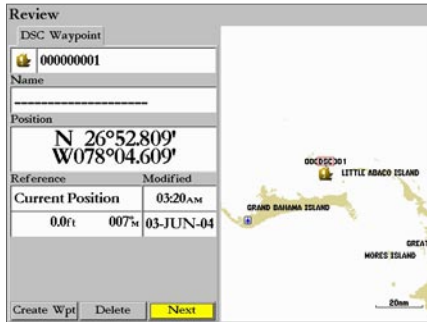 Review
DSC Waypoint
000000001
Name
--------------------
Position
N 26°52.809'
W078°04.609'
Reference Modified
Current Position 03:20AM
0.0ft 007°M 03-JUN-04
Create Wpt Delete Next
DSC
LITTLE ABACO ISLAND
GRAND BAHAMA ISLAND
GREAT
MORES ISLAND
20nm